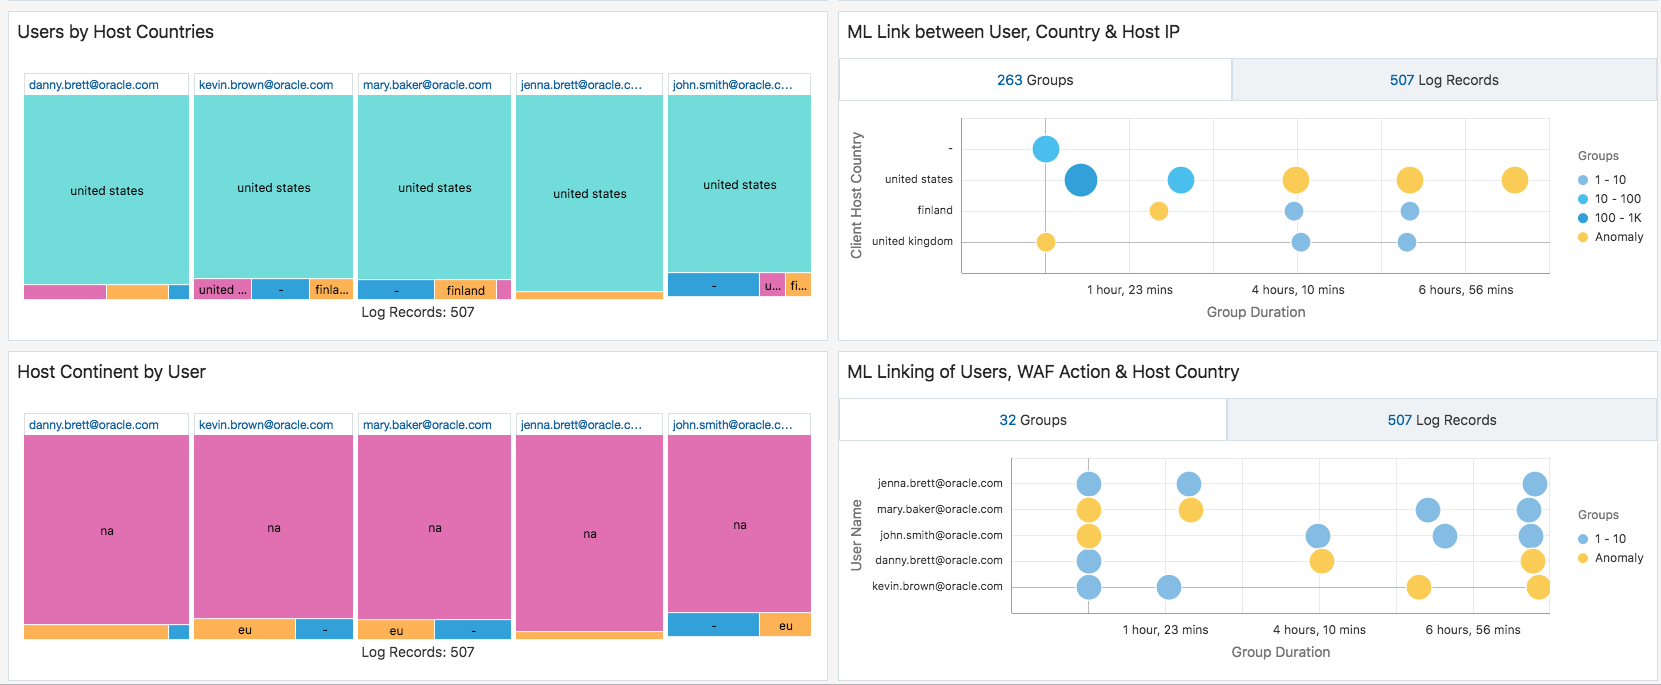 Users by Host Countries
danny.brett@oracle.com kevin.brown@oracle.com mary.baker@oracle.com jenna.brett@oracle.c... john.smith@oracle.c...
united states united states united states united states united states
united ... - finla... - finland - u... fi...
Log Records: 507
ML Link between User, Country & Host IP
263 Groups 507 Log Records
Client Host Country
-
united states
finland
united kingdom
1 hour, 23 mins 4 hours, 10 mins 6 hours, 56 mins
Group Duration
Groups
1 - 10
10 - 100
100 - 1K
Anomaly
Host Continent by User
danny.brett@oracle.com kevin.brown@oracle.com mary.baker@oracle.com jenna.brett@oracle.c... john.smith@oracle.c...
na na na na na
eu - eu - - eu
Log Records: 507
ML Linking of Users, WAF Action & Host Country
32 Groups 507 Log Records
User Name
jenna.brett@oracle.com
mary.baker@oracle.com
john.smith@oracle.com
danny.brett@oracle.com
kevin.brown@oracle.com
1 hour, 23 mins 4 hours, 10 mins 6 hours, 56 mins
Group Duration
Groups
1 - 10
Anomaly